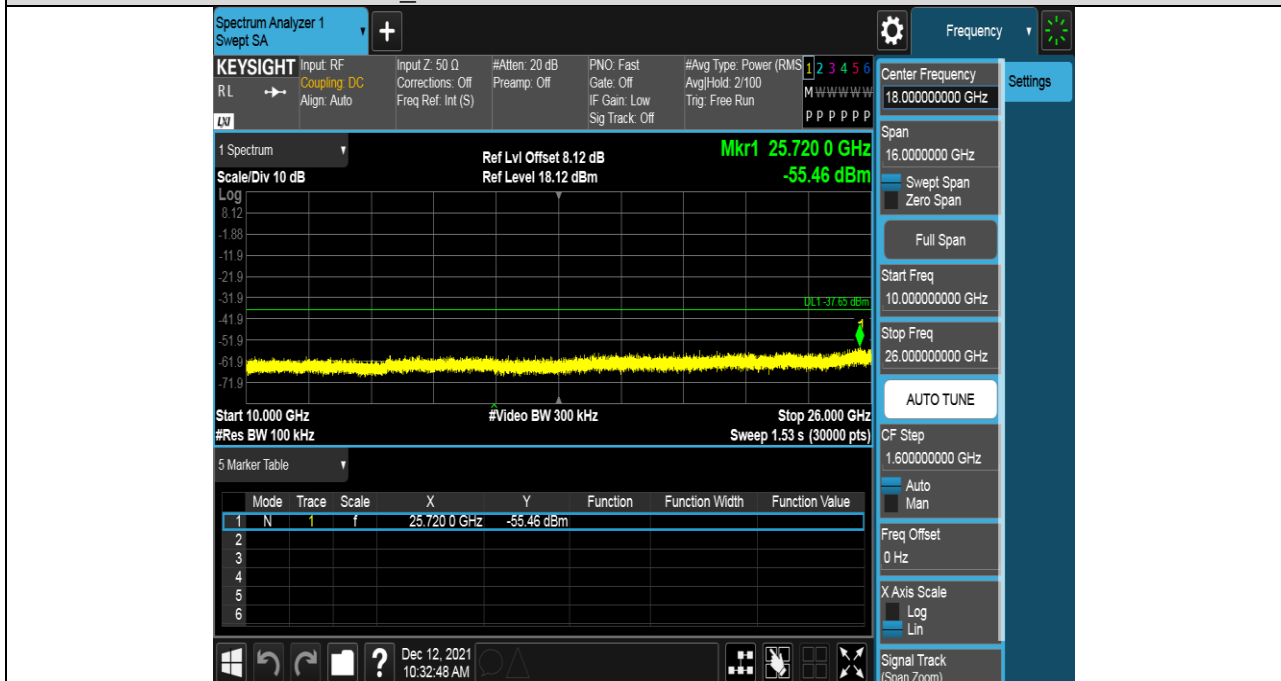 Spectrum Analyzer 1
Swept SA
+
Frequency
KEYSIGHT
RL
LXI
Input: RF
Coupling: DC
Align: Auto
Input Z: 50 Ω
Corrections: Off
Freq Ref: Int (S)
#Atten: 20 dB
Preamp: Off
PNO: Fast
Gate: Off
IF Gain: Low
Sig Track: Off
#Avg Type: Power (RMS
Avg|Hold: 2/100
Trig: Free Run
1 2 3 4 5 6
M W W W W W
P P P P P P
1 Spectrum
Scale/Div 10 dB
Ref Lvl Offset 8.12 dB
Ref Level 18.12 dBm
Mkr1 25.720 0 GHz
-55.46 dBm
Log
8.12
-1.88
-11.9
-21.9
-31.9
-41.9
-51.9
-61.9
-71.9
DL1 -37.65 dBm
1
Start 10.000 GHz
#Video BW 300 kHz
Stop 26.000 GHz
#Res BW 100 kHz
Sweep 1.53 s (30000 pts)
5 Marker Table
Mode Trace Scale X Y Function Function Width Function Value
1 N 1 f 25.720 0 GHz -55.46 dBm
2
3
4
5
6
?
Dec 12, 2021
10:32:48 AM
Center Frequency
18.000000000 GHz
Span
16.0000000 GHz
Swept Span
Zero Span
Full Span
Start Freq
10.000000000 GHz
Stop Freq
26.000000000 GHz
AUTO TUNE
CF Step
1.600000000 GHz
Auto
Man
Freq Offset
0 Hz
X Axis Scale
Log
Lin
Signal Track
(Span Zoom)
Settings